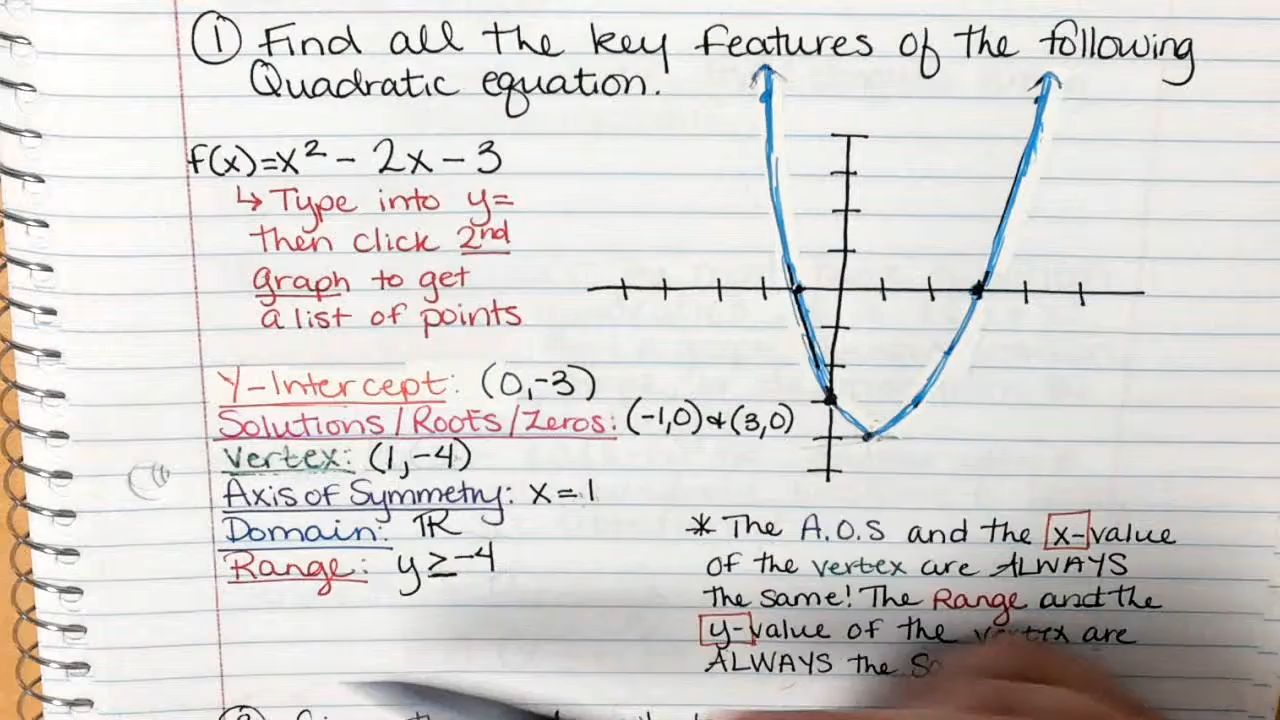 ① Find all the key features of the following
Quadratic equation.
f(x)=x² - 2x - 3
↳ Type into y=
then click 2nd
graph to get
a list of points
Y-Intercept: (0,-3)
Solutions/Roots/Zeros: (-1,0) & (3,0)
Vertex: (1,-4)
Axis of Symmetry: x=1
Domain: ℝ
Range: y≥-4
* The A.O.S and the x-value
of the vertex are ALWAYS
the same! The Range and the
y-value of the vertex are
ALWAYS the